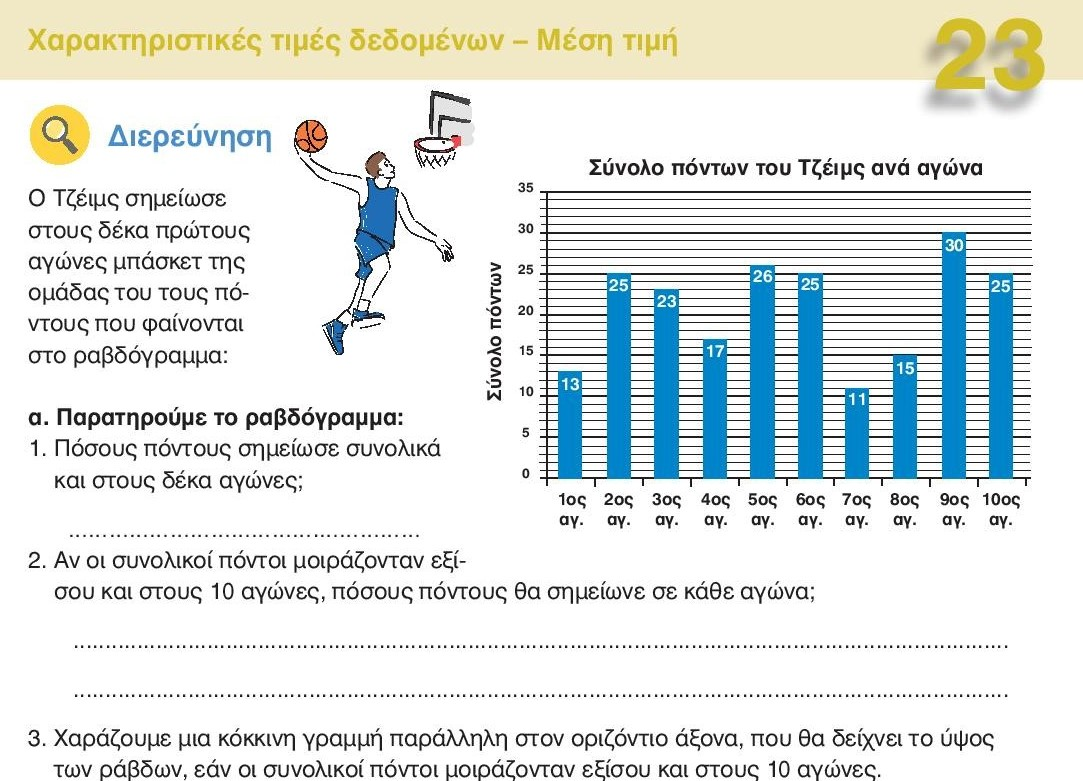 Χαρακτηριστικές τιμές δεδομένων – Μέση τιμή
23
Διερεύνηση
Ο Τζέιμς σημείωσε
στους δέκα πρώτους
αγώνες μπάσκετ της
ομάδας του τους πό-
ντους που φαίνονται
στο ραβδόγραμμα:
Σύνολο πόντων του Τζέιμς ανά αγώνα
Σύνολο πόντων
35
30
25
20
15
10
5
0
13
25
23
17
26
25
11
15
30
25
1ος 2ος 3ος 4ος 5ος 6ος 7ος 8ος 9ος 10ος
αγ. αγ. αγ. αγ. αγ. αγ. αγ. αγ. αγ. αγ.
α. Παρατηρούμε το ραβδόγραμμα:
1. Πόσους πόντους σημείωσε συνολικά
και στους δέκα αγώνες;
2. Αν οι συνολικοί πόντοι μοιράζονταν εξί-
σου και στους 10 αγώνες, πόσους πόντους θα σημείωνε σε κάθε αγώνα;
3. Χαράζουμε μια κόκκινη γραμμή παράλληλη στον οριζόντιο άξονα, που θα δείχνει το ύψος
των ράβδων, εάν οι συνολικοί πόντοι μοιράζονταν εξίσου και στους 10 αγώνες.